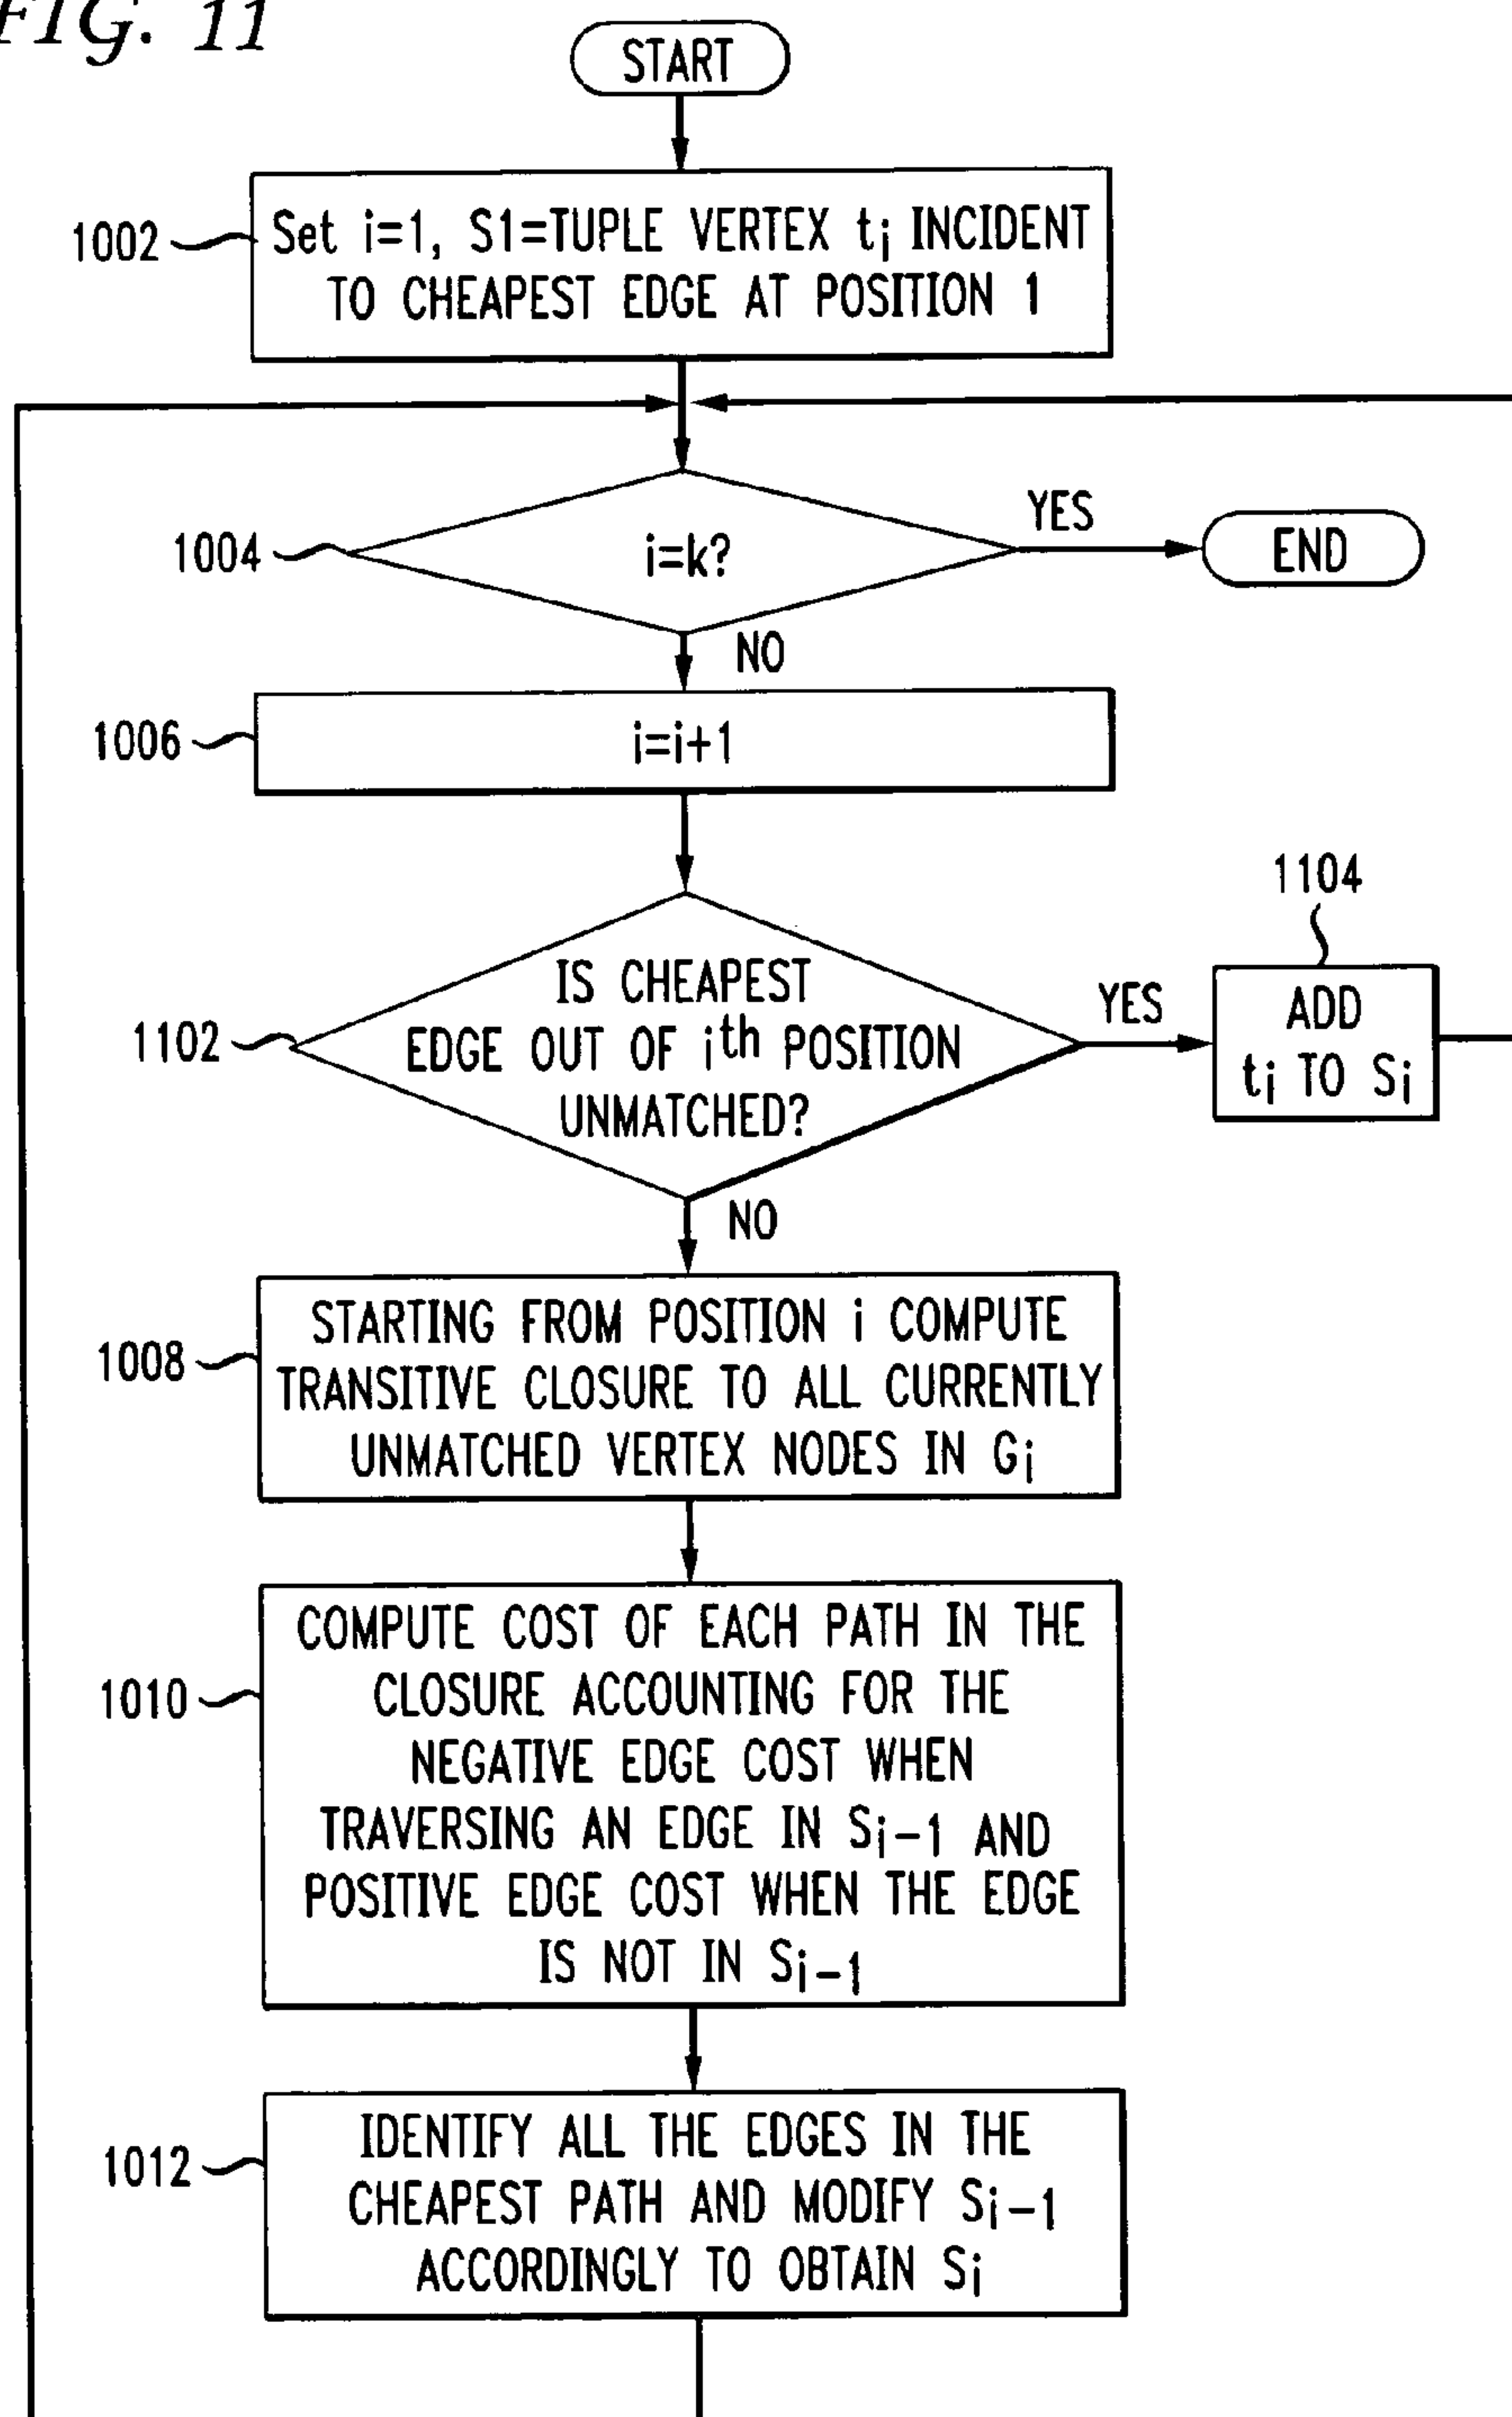 FIG. 11
START
1002
Set i=1, S1=TUPLE VERTEX ti INCIDENT
TO CHEAPEST EDGE AT POSITION 1
1004
i=k?
YES
END
NO
1006
i=i+1
1102
IS CHEAPEST
EDGE OUT OF ith POSITION
UNMATCHED?
YES
1104
ADD
ti TO Si
NO
1008
STARTING FROM POSITION i COMPUTE
TRANSITIVE CLOSURE TO ALL CURRENTLY
UNMATCHED VERTEX NODES IN Gi
1010
COMPUTE COST OF EACH PATH IN THE
CLOSURE ACCOUNTING FOR THE
NEGATIVE EDGE COST WHEN
TRAVERSING AN EDGE IN Si-1 AND
POSITIVE EDGE COST WHEN THE EDGE
IS NOT IN Si-1
1012
IDENTIFY ALL THE EDGES IN THE
CHEAPEST PATH AND MODIFY Si-1
ACCORDINGLY TO OBTAIN Si